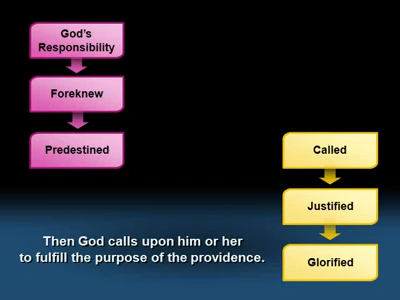 God's
Responsibility
Foreknew
Predestined
Called
Justified
Glorified
Then God calls upon him or her
to fulfill the purpose of the providence.